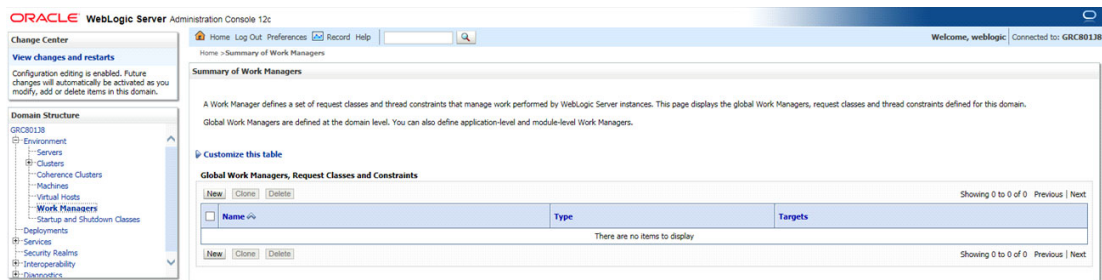 ORACLE WebLogic Server Administration Console 12c
Change Center
View changes and restarts
Configuration editing is enabled. Future
changes will automatically be activated as you
modify, add or delete items in this domain.
Domain Structure
GRC801J8
Environment
Servers
Clusters
Coherence Clusters
Machines
Virtual Hosts
Work Managers
Startup and Shutdown Classes
Deployments
Services
Security Realms
Interoperability
Diagnostics
Home Log Out Preferences Record Help
Welcome, weblogic Connected to: GRC801J8
Home >Summary of Work Managers
Summary of Work Managers
A Work Manager defines a set of request classes and thread constraints that manage work performed by WebLogic Server instances. This page displays the global Work Managers, request classes and thread constraints defined for this domain.
Global Work Managers are defined at the domain level. You can also define application-level and module-level Work Managers.
Customize this table
Global Work Managers, Request Classes and Constraints
New Clone Delete Showing 0 to 0 of 0 Previous | Next
Name Type Targets
There are no items to display
New Clone Delete Showing 0 to 0 of 0 Previous | Next